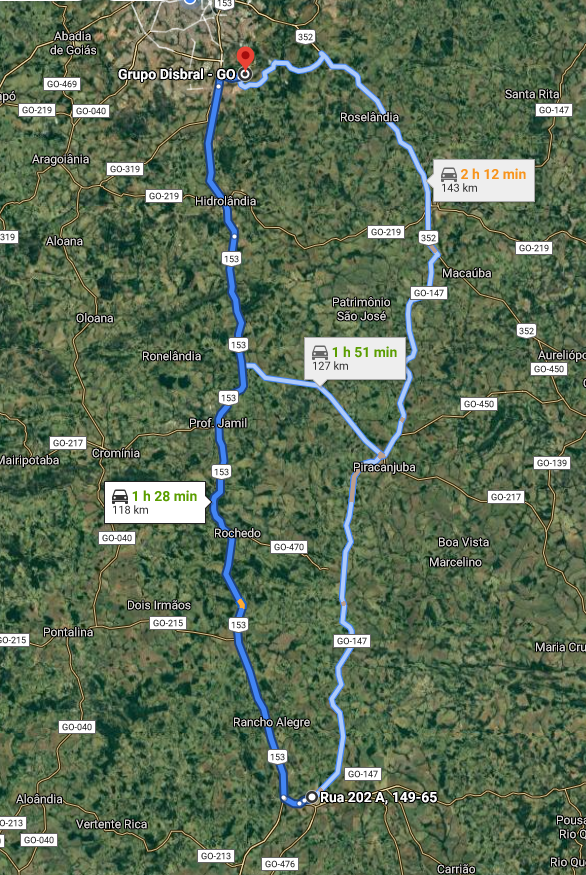 153
Abadia
de Goiás
352
Grupo Disbral - GO
GO-469
GO-219
GO-040
Santa Rita
GO-147
Roselândia
Aragoiânia
GO-319
2 h 12 min
143 km
GO-219
Hidrolândia
319
Aloana
GO-219
352
GO-219
153
Macaúba
GO-147
Patrimônio
São José
Oloana
352
153
Ronelândia
1 h 51 min
127 km
Aureliópo
GO-450
153
GO-450
Prof. Jamil
GO-217
Cromínia
Mairipotaba
GO-139
Piracanjuba
153
1 h 28 min
118 km
GO-217
GO-040
Rochedo
GO-470
Boa Vista
Marcelino
Dois Irmãos
GO-215
153
Pontalina
GO-215
GO-147
Maria Cru
Rancho Alegre
GO-040
153
GO-147
Rua 202 A, 149-65
Aloândia
GO-213
Vertente Rica
GO-040
Pousa
Rio Q
GO-213
GO-476
Carrião
Rio Qu